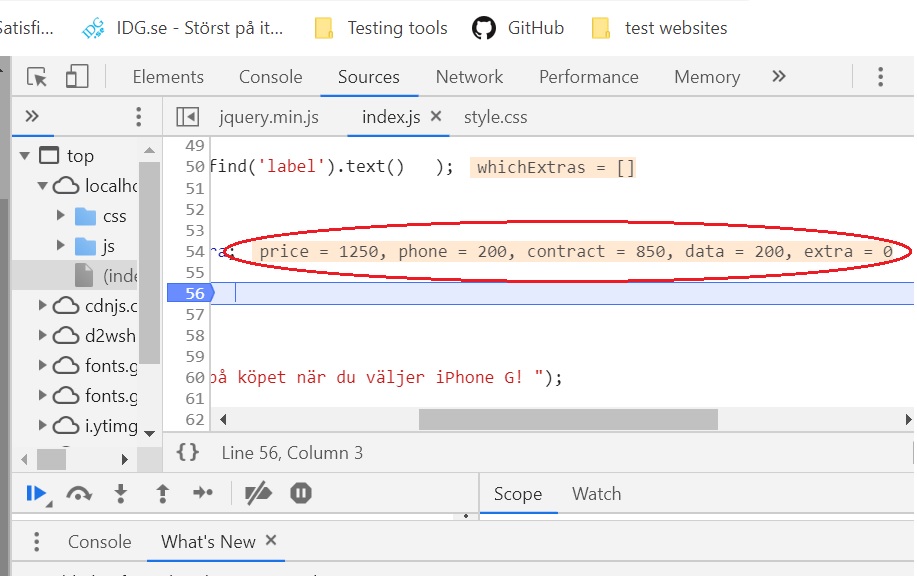 Satisfi... IDG.se - Störst på it... Testing tools GitHub test websites
Elements Console Sources Network Performance Memory »
» jquery.min.js index.js × style.css
top
localhc
css
js
(inde
cdnjs.c
d2wsh
fonts.g
fonts.g
i.ytimg
49
50 find('label').text() ); whichExtras = []
51
52
53
54 ra; price = 1250, phone = 200, contract = 850, data = 200, extra = 0
55
56
57
58
59
60 på köpet när du väljer iPhone G! ");
61
62
{} Line 56, Column 3
Scope Watch
Console What's New ×